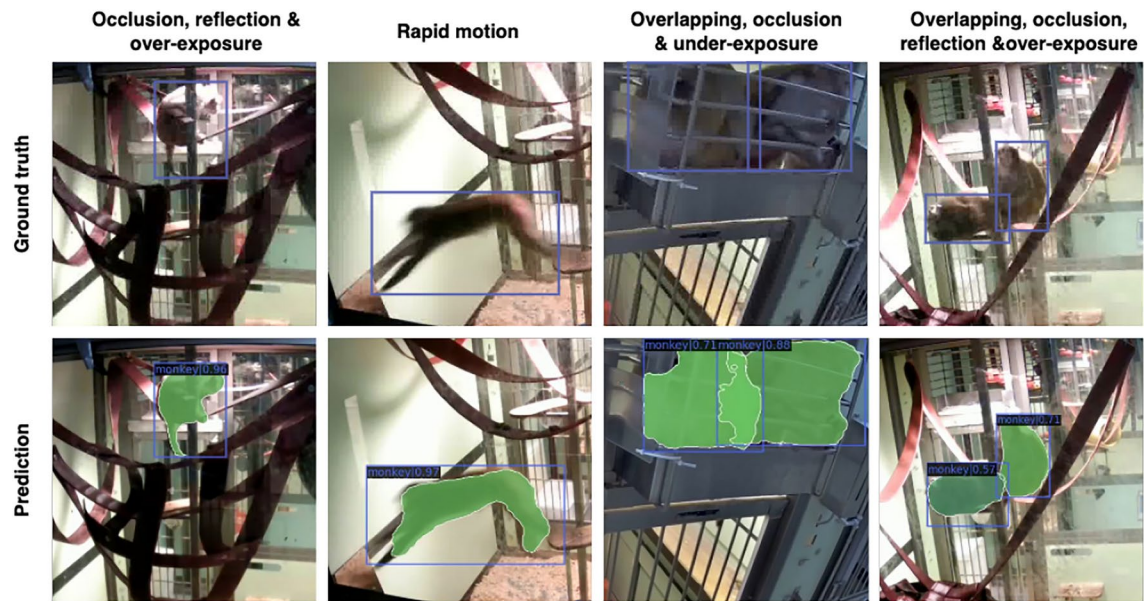 Occlusion, reflection &
over-exposure
Rapid motion
Overlapping, occlusion
& under-exposure
Overlapping, occlusion,
reflection &over-exposure
Ground truth
Prediction
monkey|0.96
monkey|0.97
monkey|0.71
monkey|0.88
monkey|0.57
monkey|0.71